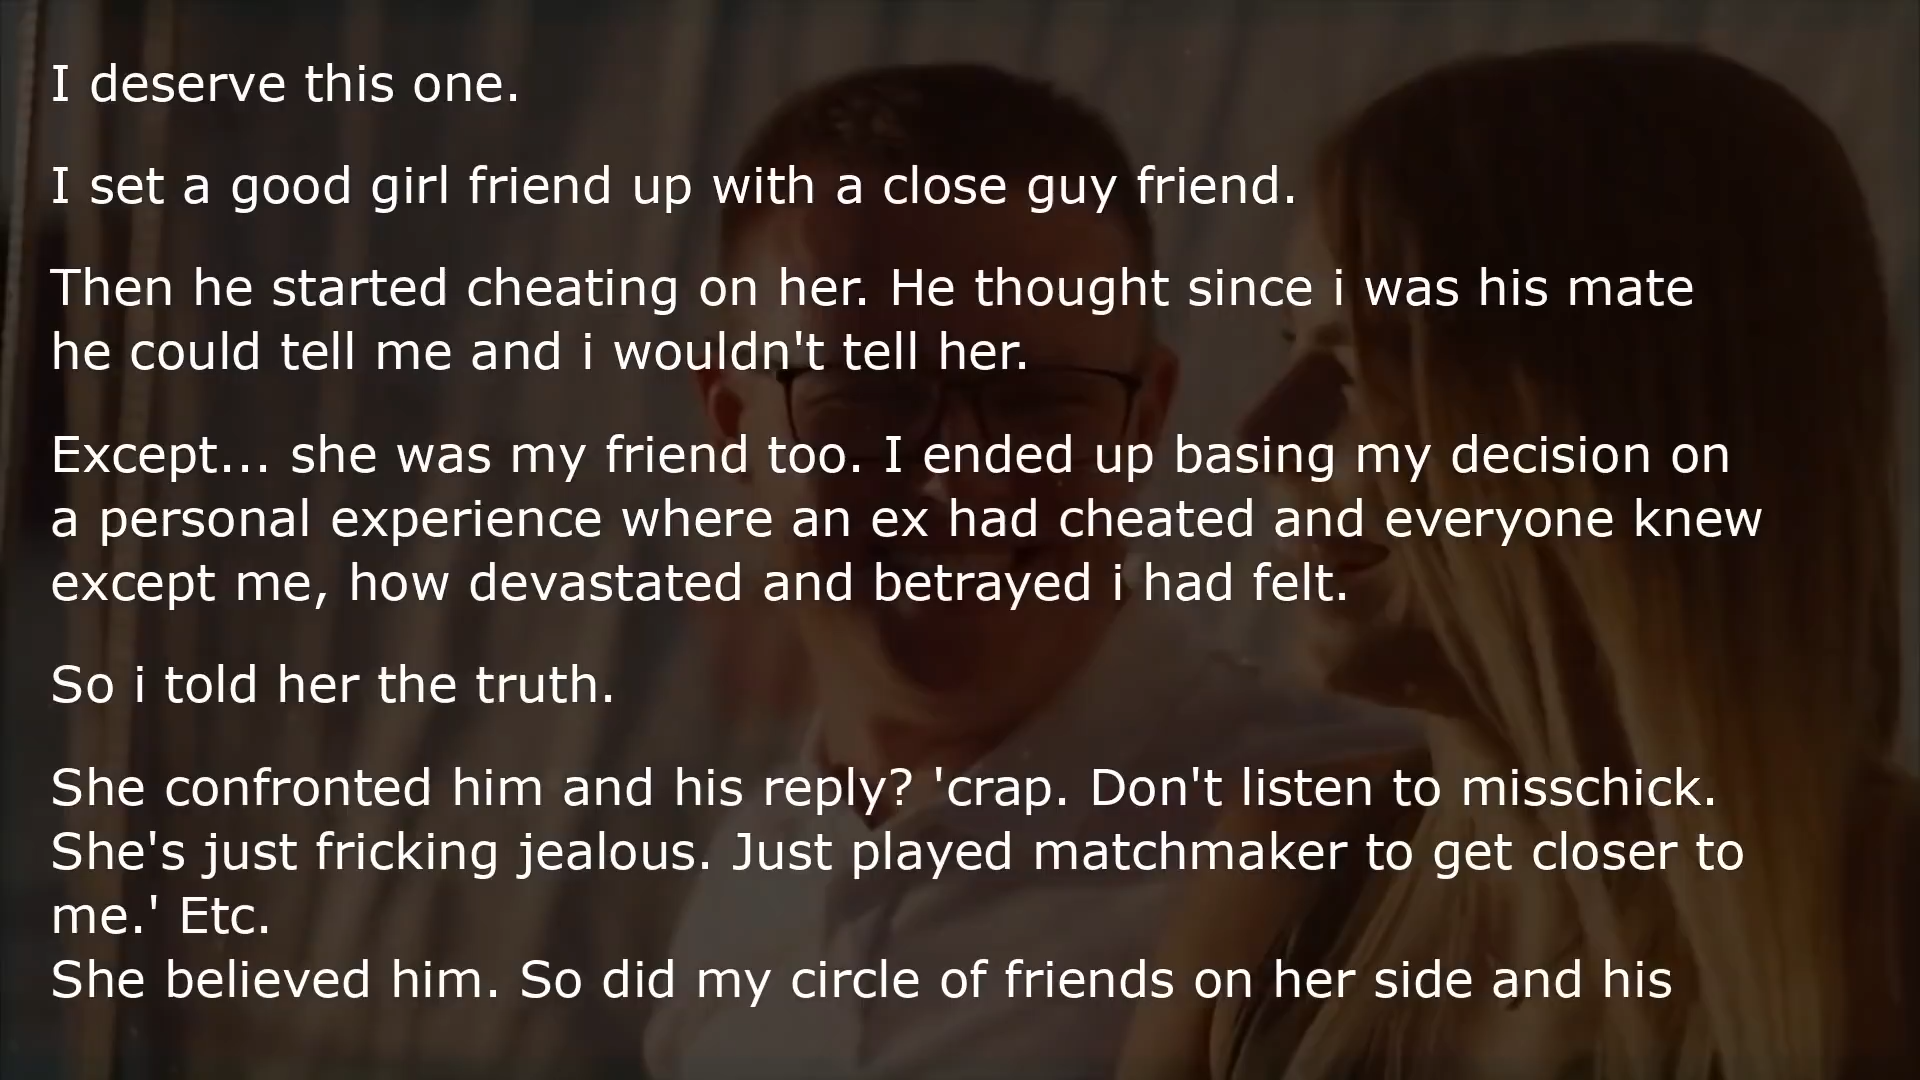 I deserve this one.
I set a good girl friend up with a close guy friend.
Then he started cheating on her. He thought since i was his mate
he could tell me and i wouldn't tell her.
Except... she was my friend too. I ended up basing my decision on
a personal experience where an ex had cheated and everyone knew
except me, how devastated and betrayed i had felt.
So i told her the truth.
She confronted him and his reply? 'crap. Don't listen to misschick.
She's just fricking jealous. Just played matchmaker to get closer to
me.' Etc.
She believed him. So did my circle of friends on her side and his